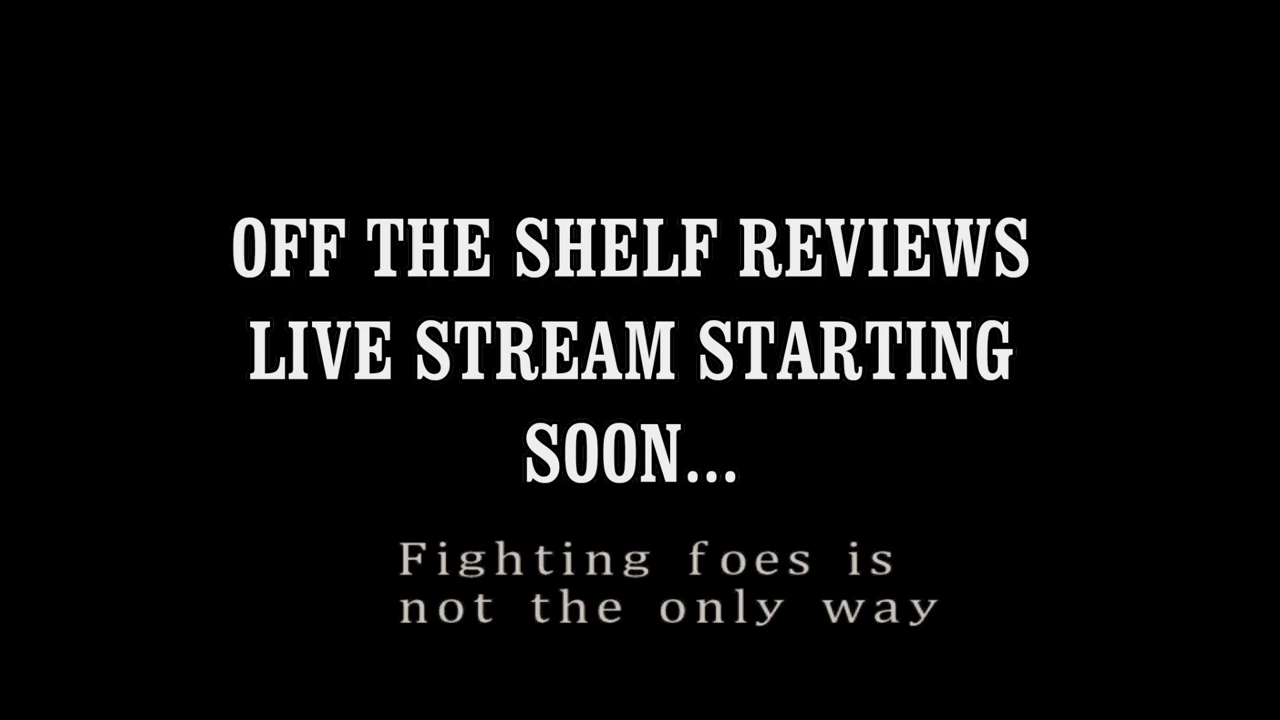 OFF THE SHELF REVIEWS
LIVE STREAM STARTING
SOON...
Fighting foes is
not the only way